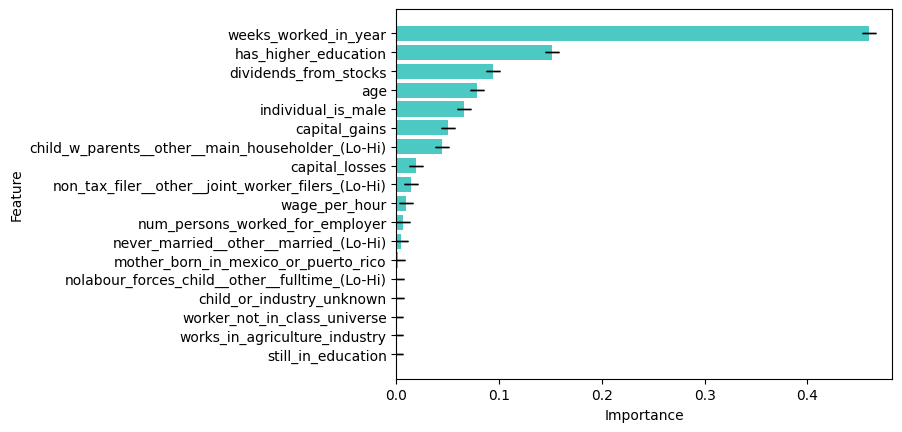 weeks_worked_in_year
has_higher_education
dividends_from_stocks
age
individual_is_male
capital_gains
child_w_parents__other__main_householder_(Lo-Hi)
capital_losses
non_tax_filer__other__joint_worker_filers_(Lo-Hi)
wage_per_hour
num_persons_worked_for_employer
never_married__other__married_(Lo-Hi)
mother_born_in_mexico_or_puerto_rico
nolabour_forces_child__other__fulltime_(Lo-Hi)
child_or_industry_unknown
worker_not_in_class_universe
works_in_agriculture_industry
still_in_education
Feature
0.0 0.1 0.2 0.3 0.4
Importance